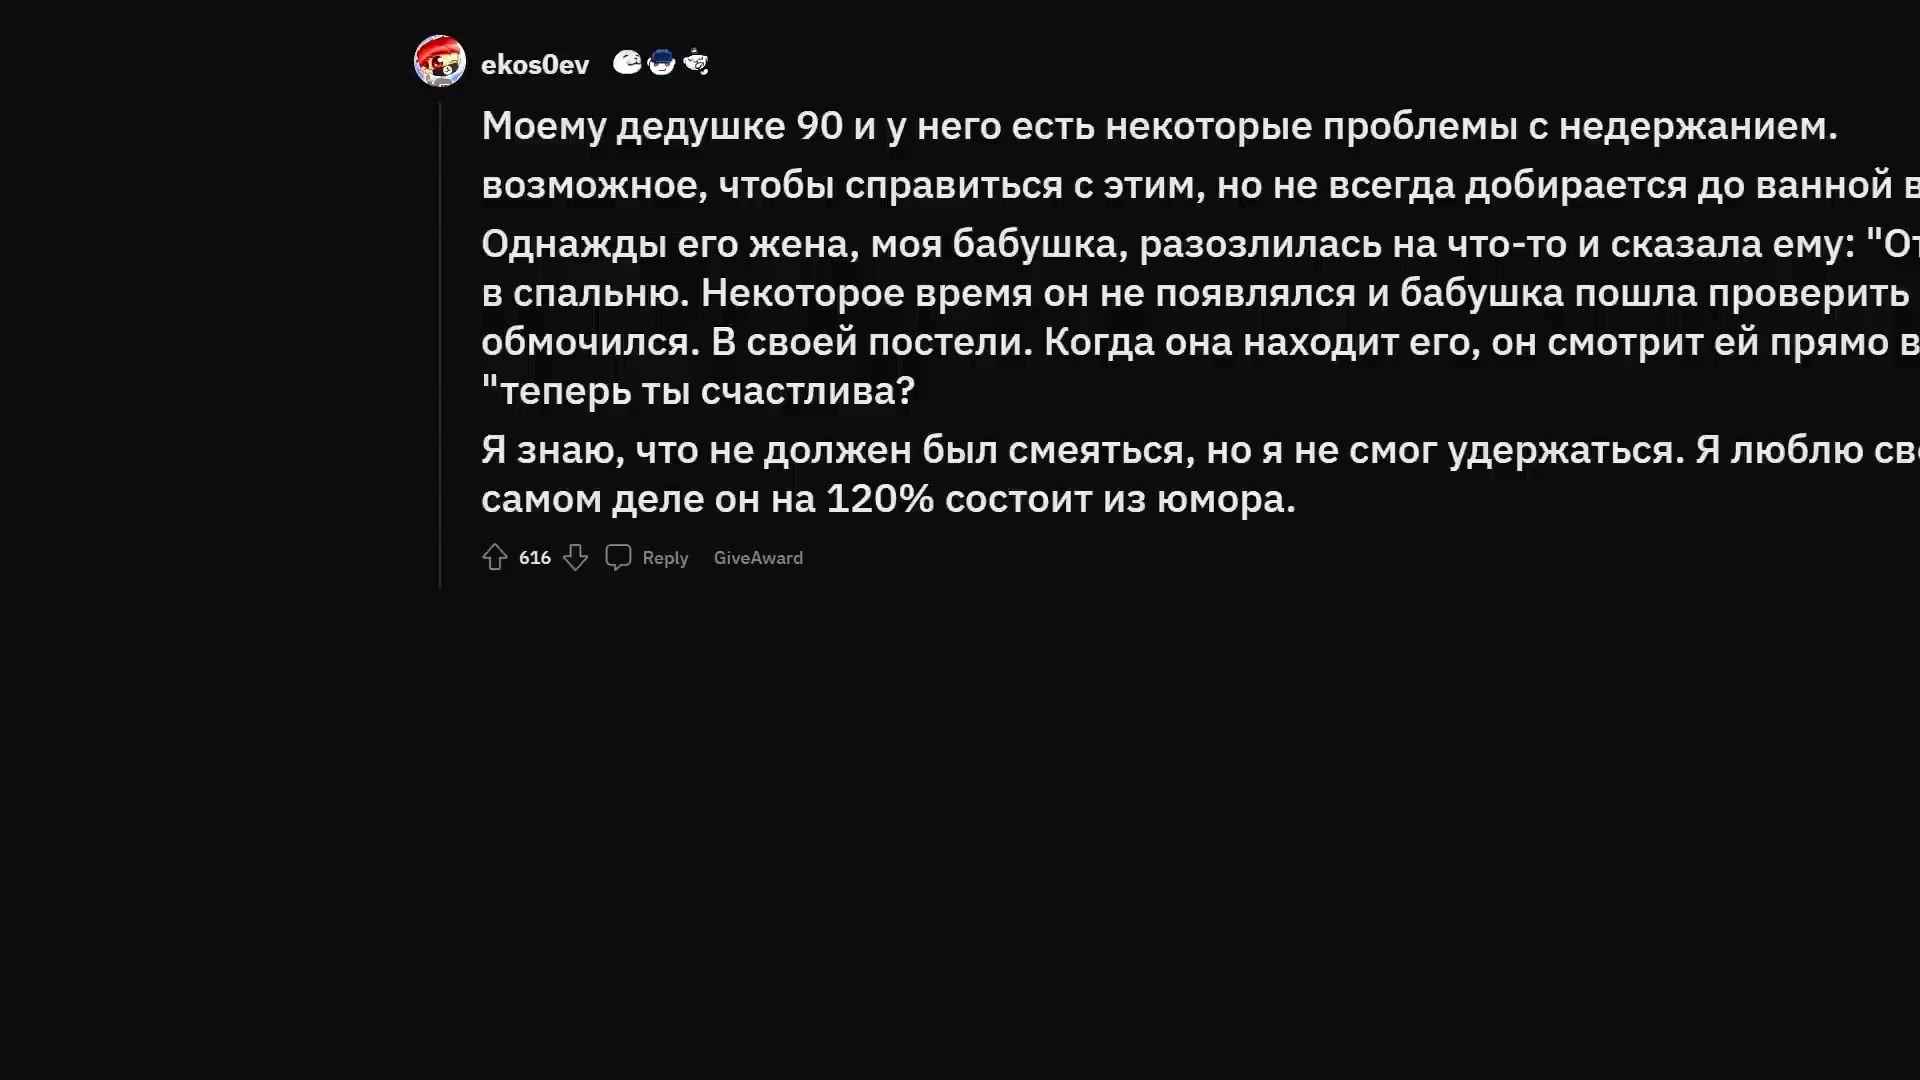 ekos0ev
Моему дедушке 90 и у него есть некоторые проблемы с недержанием.
возможное, чтобы справиться с этим, но не всегда добирается до ванной в
Однажды его жена, моя бабушка, разозлилась на что-то и сказала ему: "От
в спальню. Некоторое время он не появлялся и бабушка пошла проверить
обмочился. В своей постели. Когда она находит его, он смотрит ей прямо в
"теперь ты счастлива?
Я знаю, что не должен был смеяться, но я не смог удержаться. Я люблю сво
самом деле он на 120% состоит из юмора.
616 Reply GiveAward